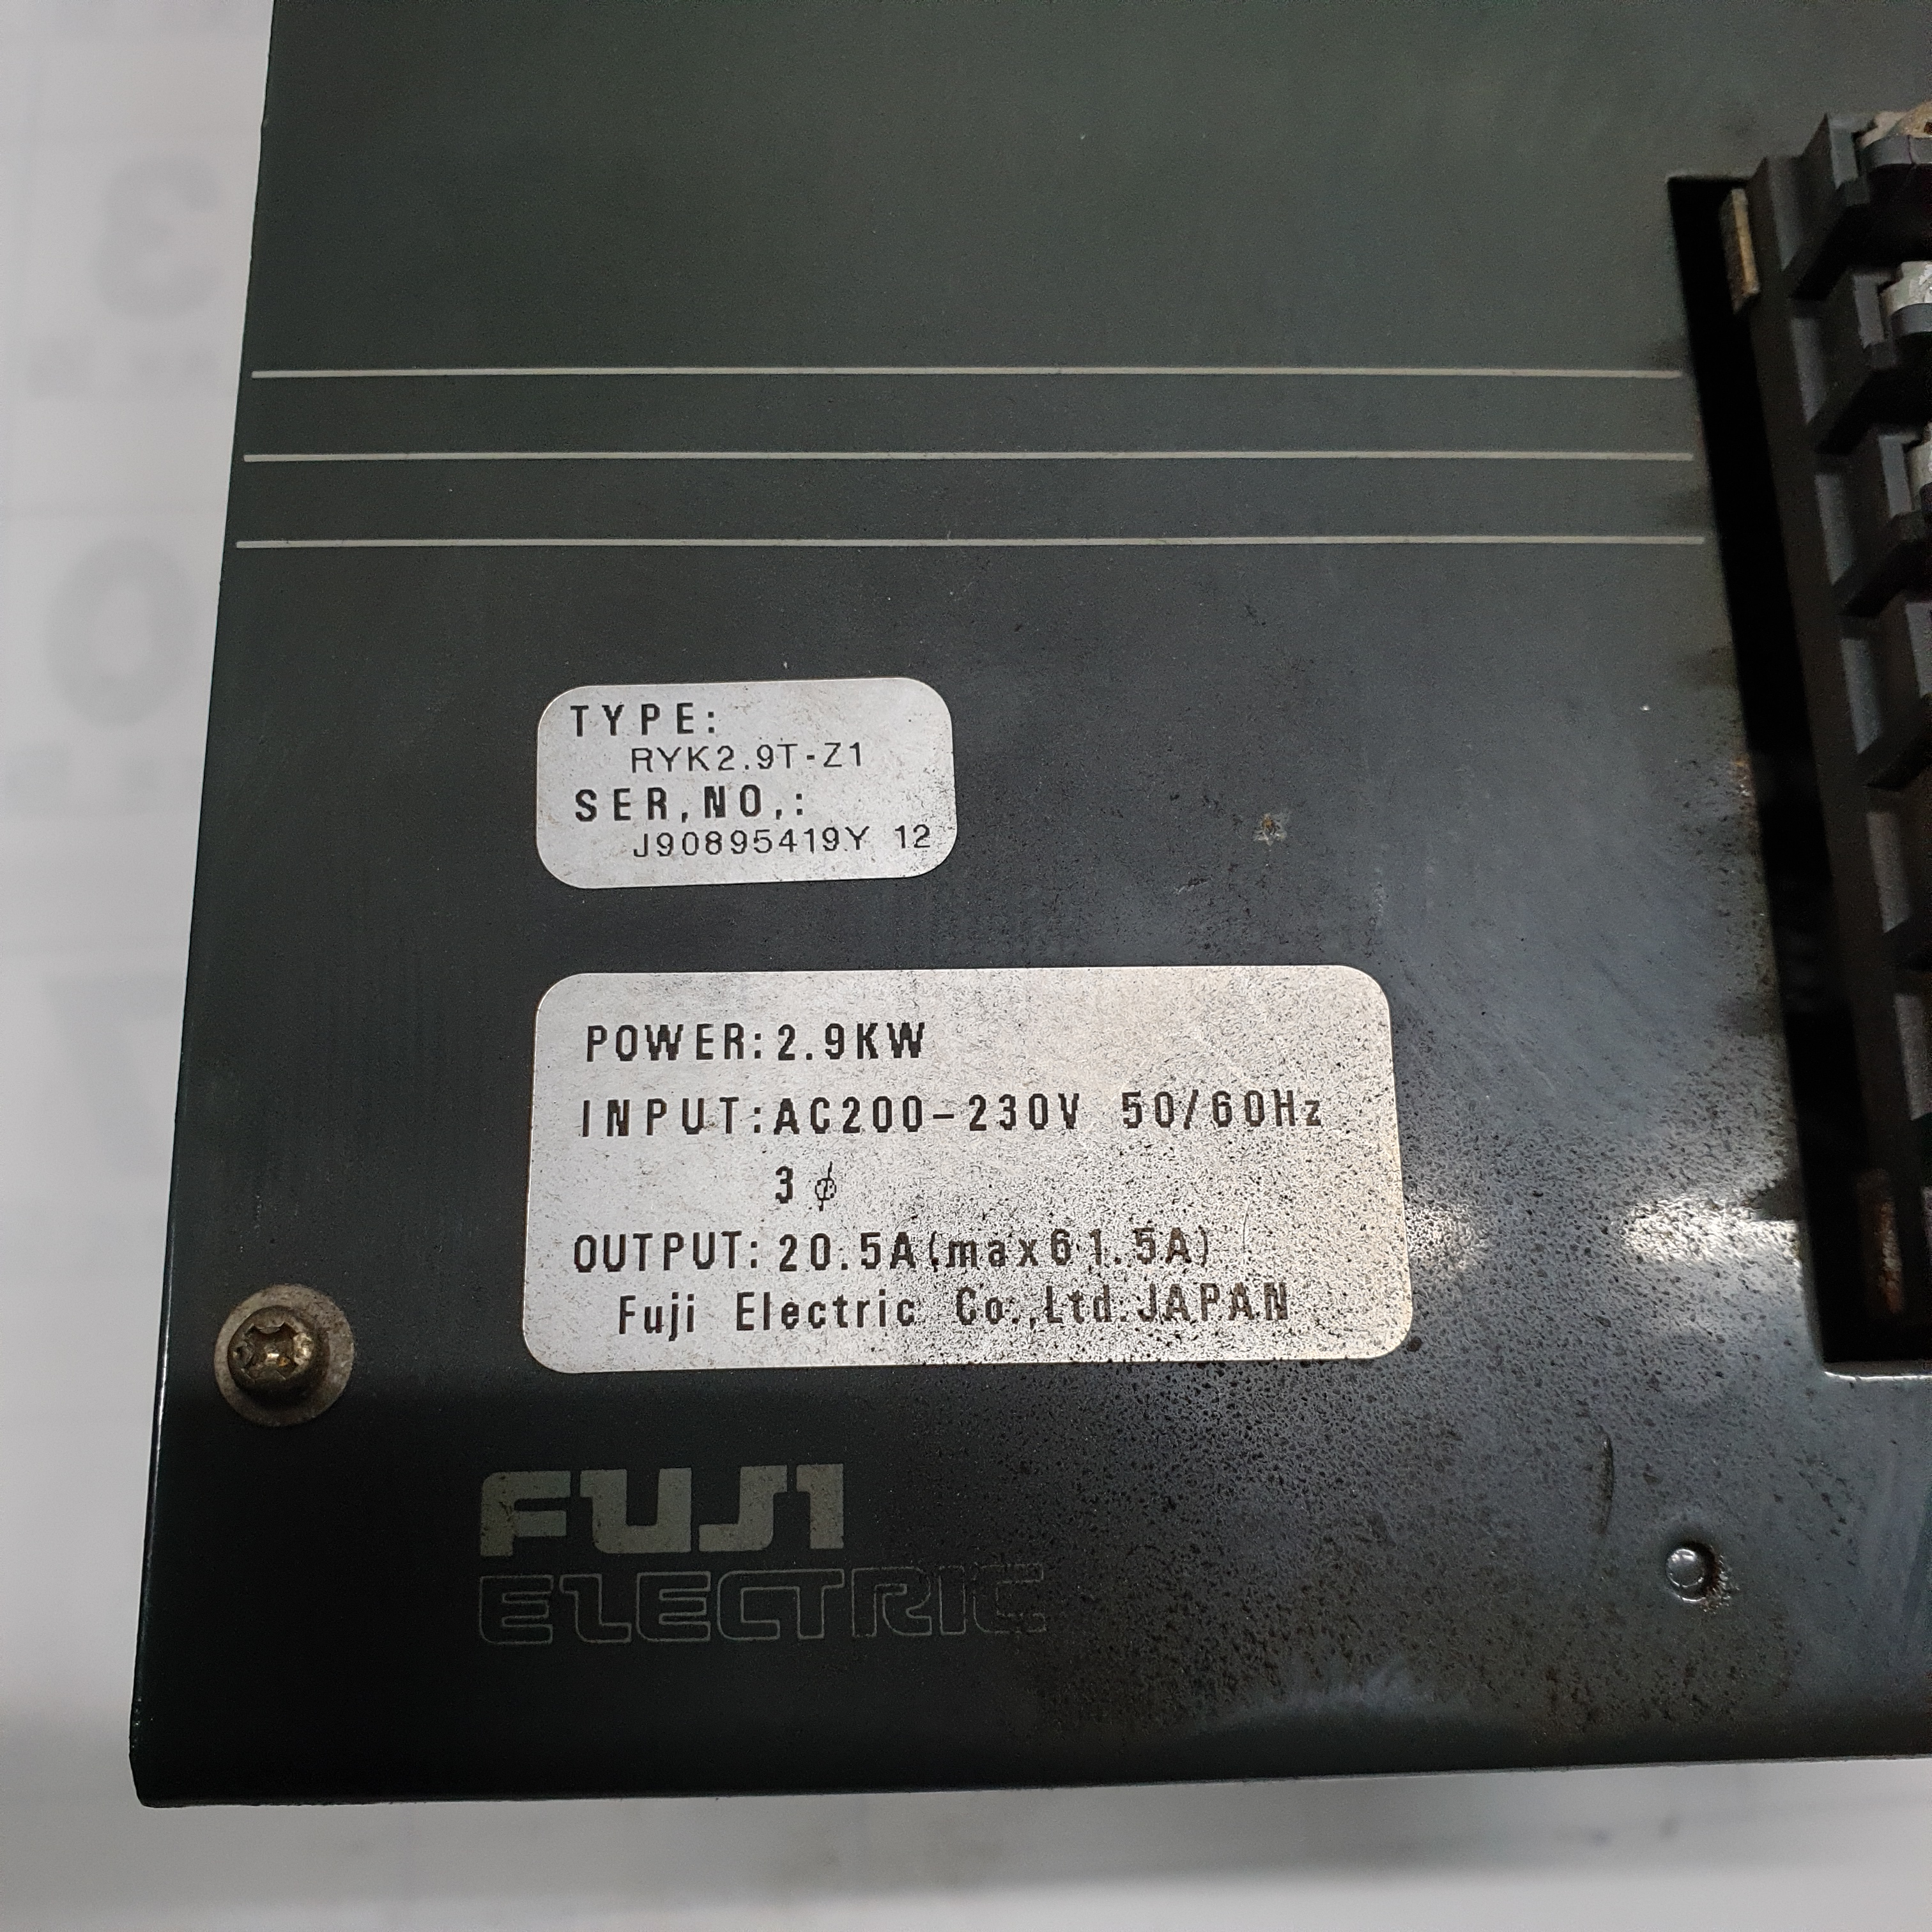 TYPE:
RYK2.9T-Z1
SER,NO,:
J90895419Y 12
POWER:2.9KW
INPUT:AC200-230V 50/60Hz
3 φ
OUTPUT:20.5A(max61.5A)
Fuji Electric Co.,Ltd.JAPAN
FUJI
ELECTRIC